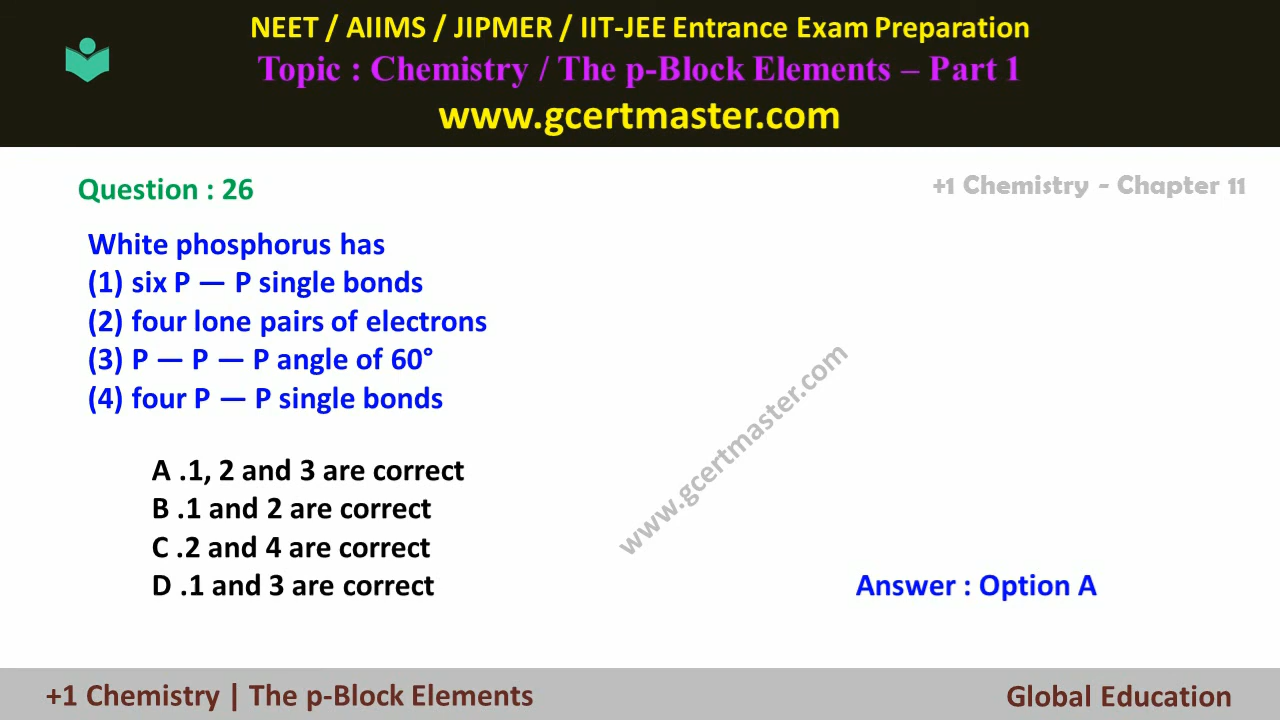 NEET / AIIMS / JIPMER / IIT-JEE Entrance Exam Preparation
Topic : Chemistry / The p-Block Elements – Part 1
www.gcertmaster.com
Question : 26
+1 Chemistry - Chapter 11
White phosphorus has
(1) six P — P single bonds
(2) four lone pairs of electrons
(3) P — P — P angle of 60°
(4) four P — P single bonds
A .1, 2 and 3 are correct
B .1 and 2 are correct
C .2 and 4 are correct
D .1 and 3 are correct
www.gcertmaster.com
Answer : Option A
+1 Chemistry | The p-Block Elements
Global Education